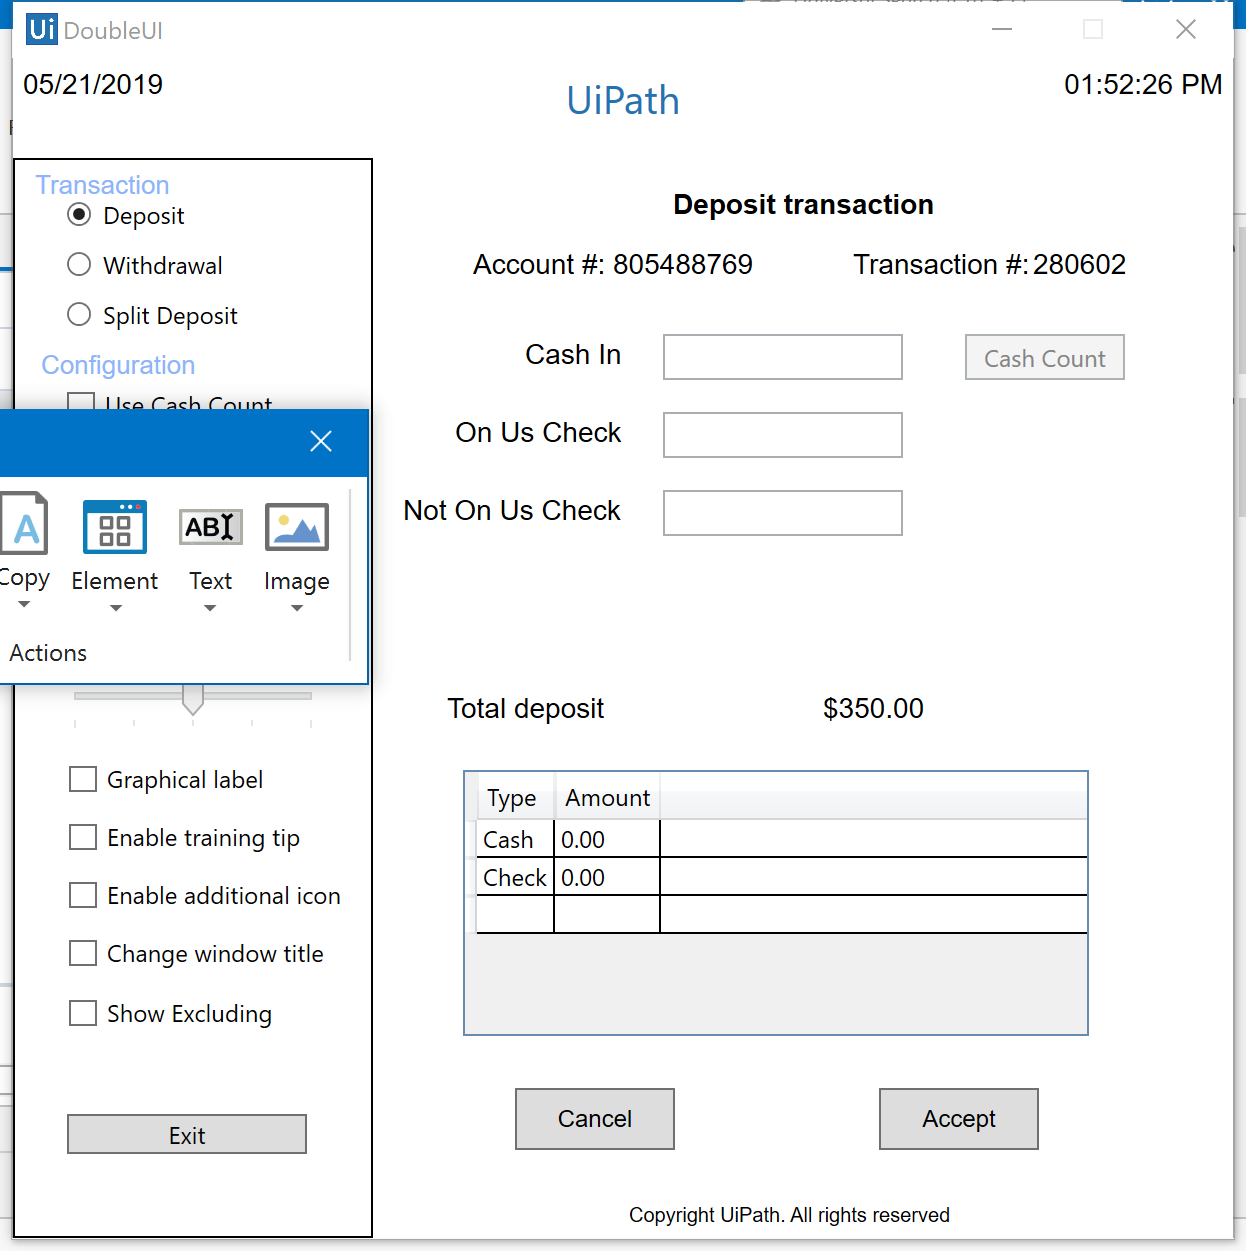 Ui DoubleUI
05/21/2019
UiPath
01:52:26 PM
Transaction
Deposit
Withdrawal
Split Deposit
Configuration
Use Cash Count
Copy
Element
Text
Image
Actions
Graphical label
Enable training tip
Enable additional icon
Change window title
Show Excluding
Exit
Deposit transaction
Account #: 805488769 Transaction #: 280602
Cash In
Cash Count
On Us Check
Not On Us Check
Total deposit $350.00
Type Amount
Cash 0.00
Check 0.00
Cancel
Accept
Copyright UiPath. All rights reserved